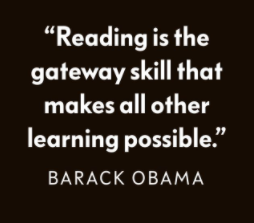 “Reading is the
gateway skill that
makes all other
learning possible.”
BARACK OBAMA